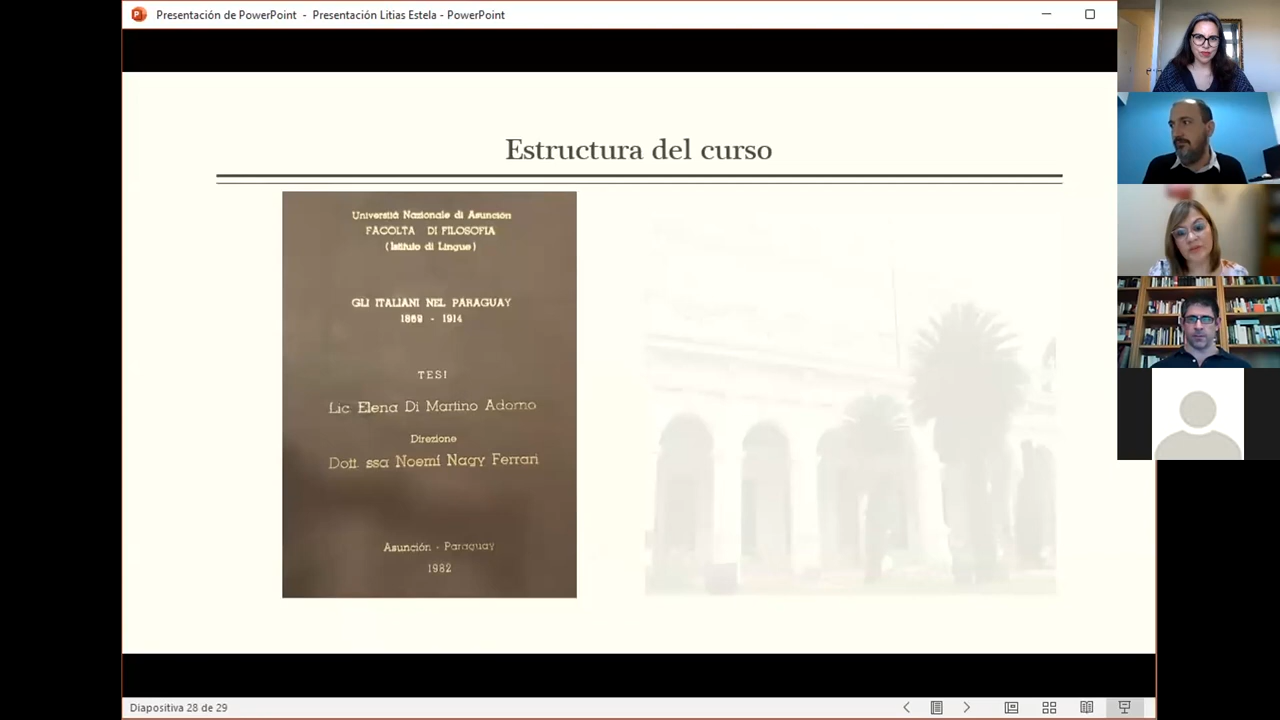 Presentación de PowerPoint - Presentación Litias Estela - PowerPoint
Estructura del curso
Università Nazionale di Asunción
FACOLTA DI FILOSOFIA
(Istituto di Lingue)
GLI ITALIANI NEL PARAGUAY
1869 - 1914
TESI
Lic Elena Di Martino Adorno
Direzione
Dott. ssa Noemí Nagy Ferrari
Asunción - Paraguay
1982
Diapositiva 28 de 29